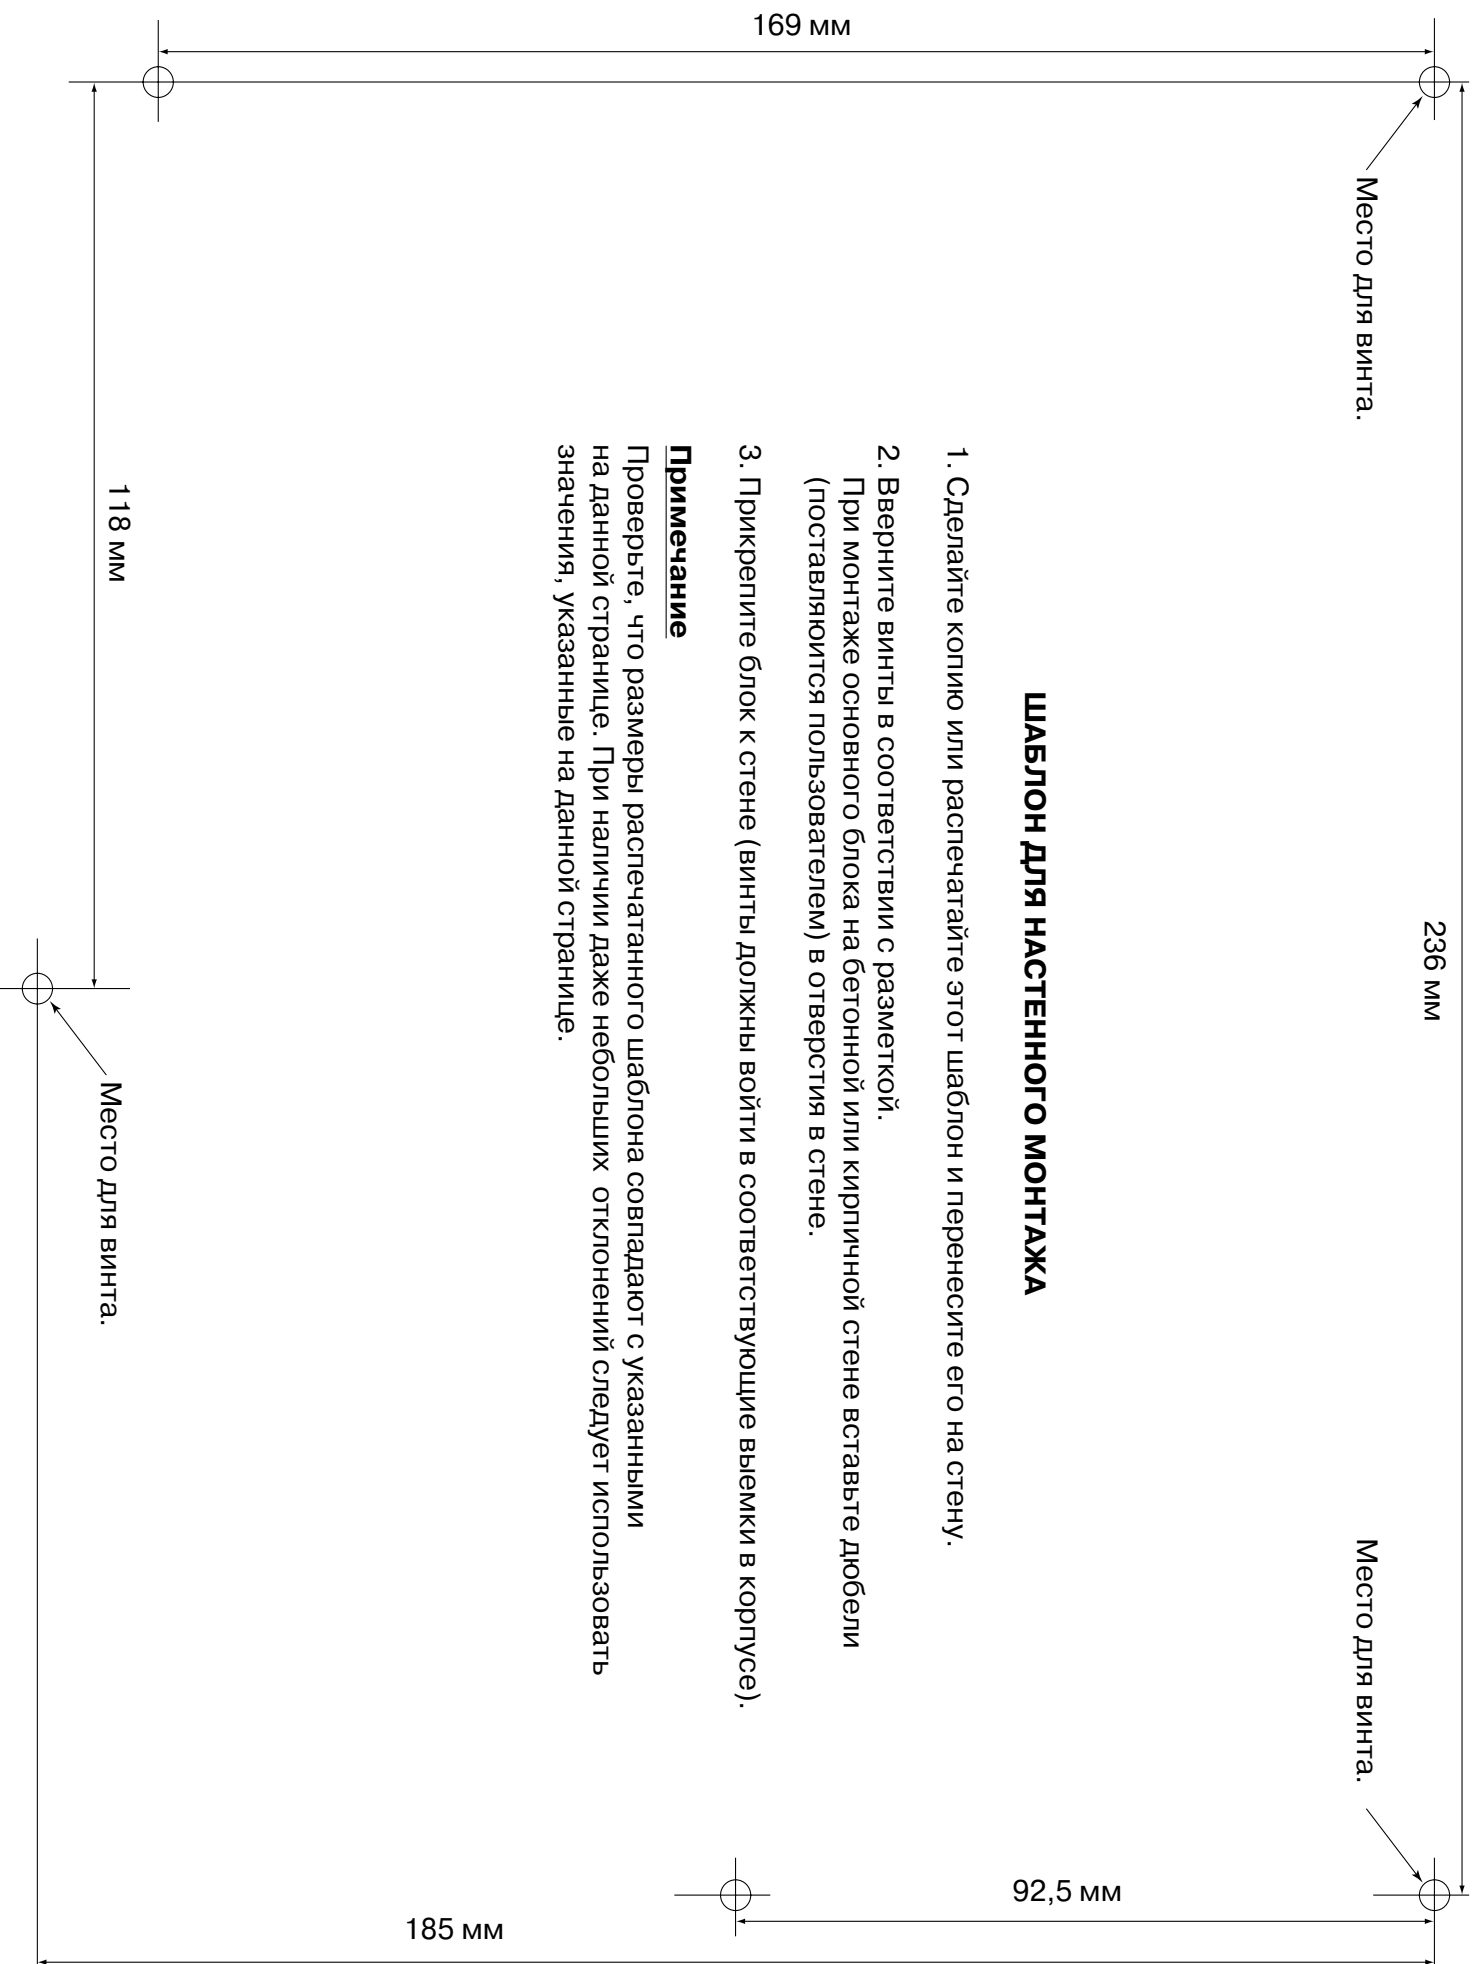 169 мм
236 мм
Место для винта.
Место для винта.
ШАБЛОН ДЛЯ НАСТЕННОГО МОНТАЖА
1. Сделайте копию или распечатайте этот шаблон и перенесите его на стену.
2. Вверните винты в соответствии с разметкой.
При монтаже основного блока на бетонной или кирпичной стене вставьте дюбели
(поставляюится пользователем) в отверстия в стене.
3. Прикрепите блок к стене (винты должны войти в соответствующие выемки в корпусе).
Примечание
Проверьте, что размеры распечатанного шаблона совпадают с указанными
на данной странице. При наличии даже небольших отклонений следует использовать
значения, указанные на данной странице.
118 мм
Место для винта.
92,5 мм
185 мм